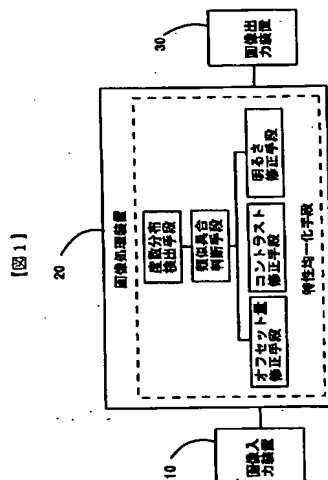 【図1】
10
画像入
力装置
20
画像処理装置
度数分布
検出手段
類似具合
判断手段
オフセット量
修正手段
コントラスト
修正手段
明るさ
修正手段
特性均一化手段
30
画像出
力装置